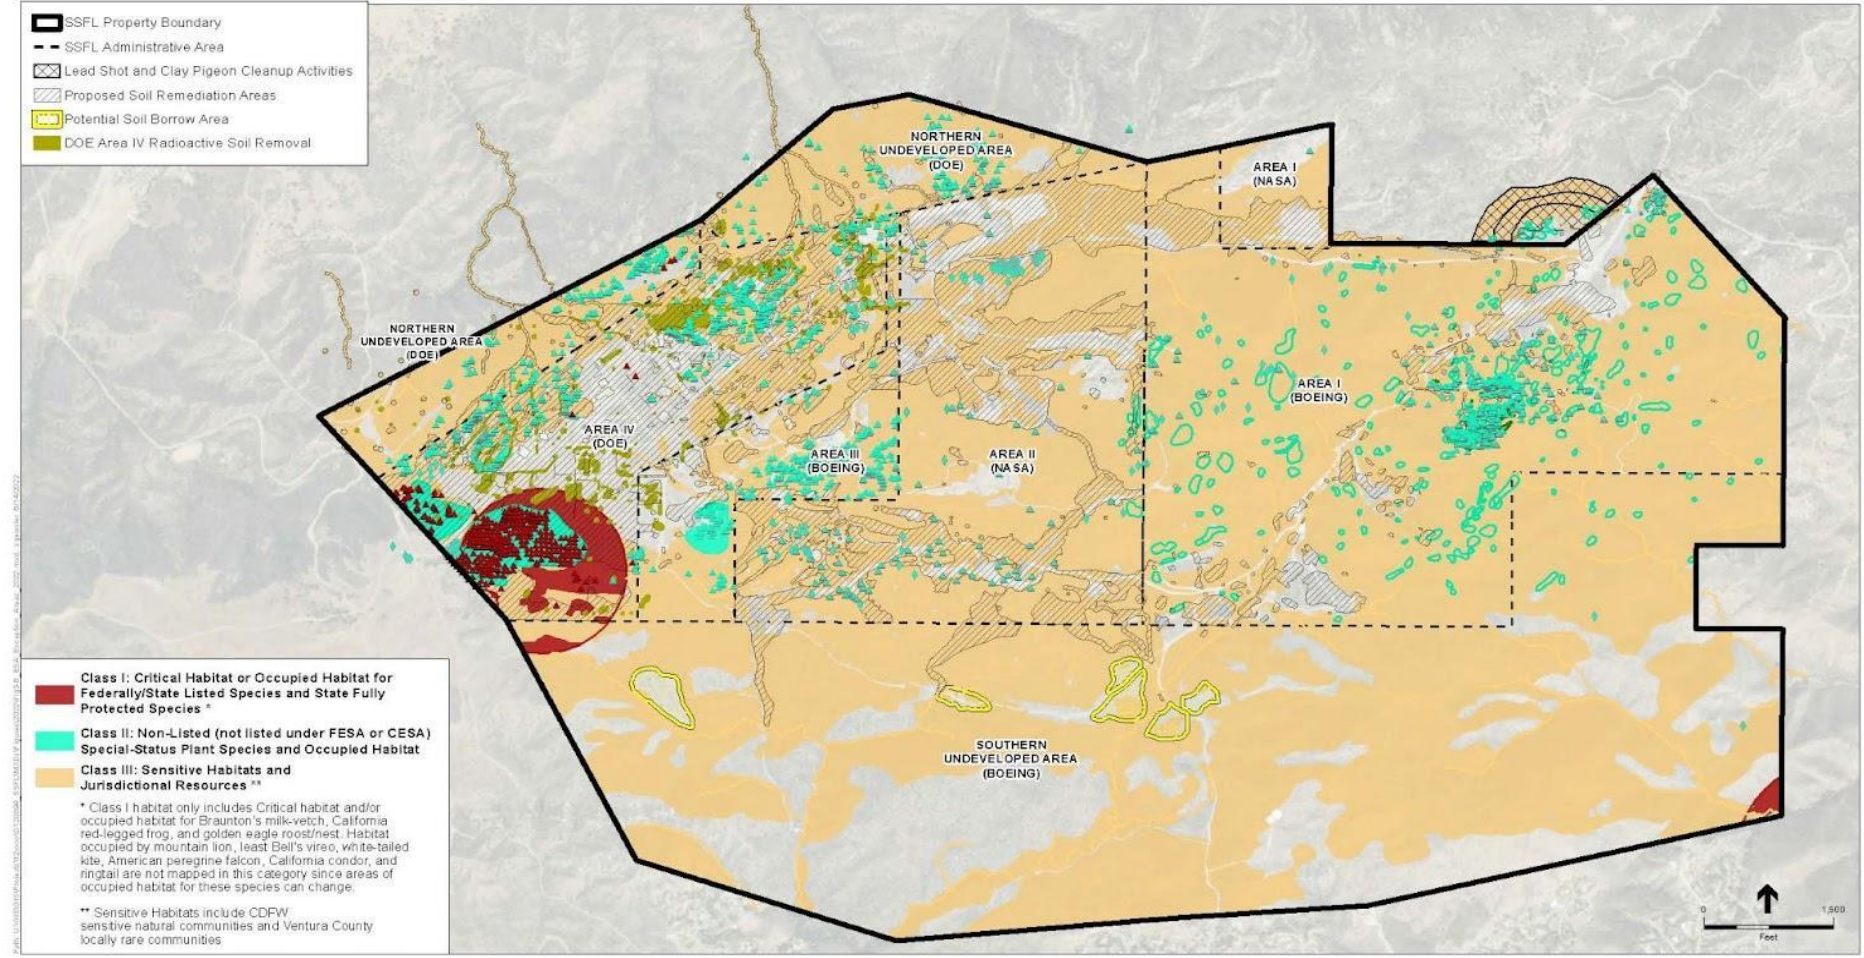 SSFL Property Boundary
SSFL Administrative Area
Lead Shot and Clay Pigeon Cleanup Activities
Proposed Soil Remediation Areas
Potential Soil Borrow Area
DOE Area IV Radioactive Soil Removal
NORTHERN
UNDEVELOPED AREA
(DOE)
AREA I
(NASA)
NORTHERN
UNDEVELOPED AREA
(DOE)
AREA I
(BOEING)
AREA IV
(DOE)
AREA III
(BOEING)
AREA II
(NASA)
SOUTHERN
UNDEVELOPED AREA
(BOEING)
Class I: Critical Habitat or Occupied Habitat for
Federally/State Listed Species and State Fully
Protected Species *
Class II: Non-Listed (not listed under FESA or CESA)
Special-Status Plant Species and Occupied Habitat
Class III: Sensitive Habitats and
Jurisdictional Resources **
* Class I habitat only includes Critical habitat and/or
occupied habitat for Braunton's milk-vetch, California
red-legged frog, and golden eagle roost/nest. Habitat
occupied by mountain lion, least Bell's vireo, white-tailed
kite, American peregrine falcon, California condor, and
ringtail are not mapped in this category since areas of
occupied habitat for these species can change.
** Sensitive Habitats include CDFW
sensitive natural communities and Ventura County
locally rare communities
0 1,500
Feet